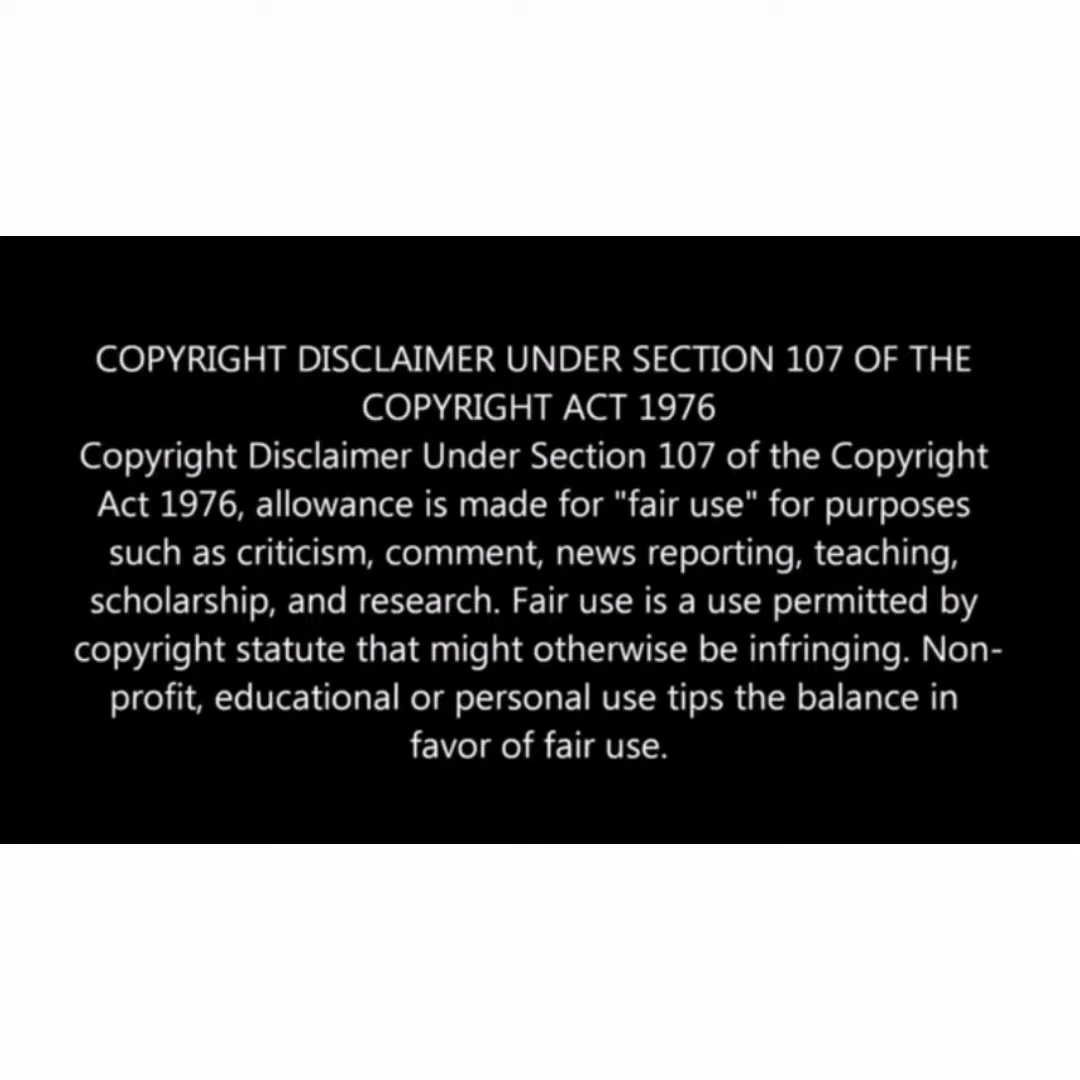 COPYRIGHT DISCLAIMER UNDER SECTION 107 OF THE
COPYRIGHT ACT 1976
Copyright Disclaimer Under Section 107 of the Copyright
Act 1976, allowance is made for "fair use" for purposes
such as criticism, comment, news reporting, teaching,
scholarship, and research. Fair use is a use permitted by
copyright statute that might otherwise be infringing. Non-
profit, educational or personal use tips the balance in
favor of fair use.